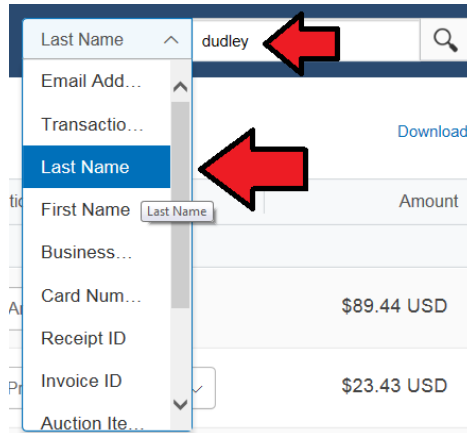 Last Name dudley
Email Add...
Transactio...
Download
Last Name
First Name Last Name
Amount
Business...
Card Num...
$89.44 USD
Receipt ID
Invoice ID
$23.43 USD
Auction Ite...